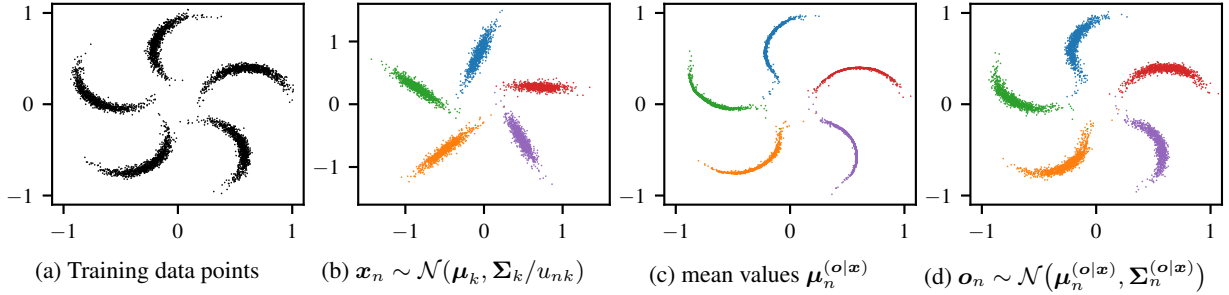 1
0
−1
−1 0 1
(a) Training data points
1
0
−1
−1 0 1
(b) 𝒙ₙ ∼ 𝒩(𝝁ₖ, 𝚺ₖ/uₙₖ)
1
0
−1
−1 0 1
(c) mean values 𝝁ₙ^(𝒐|𝒙)
1
0
−1
−1 0 1
(d) 𝒐ₙ ∼ 𝒩(𝝁ₙ^(𝒐|𝒙), 𝚺ₙ^(𝒐|𝒙))